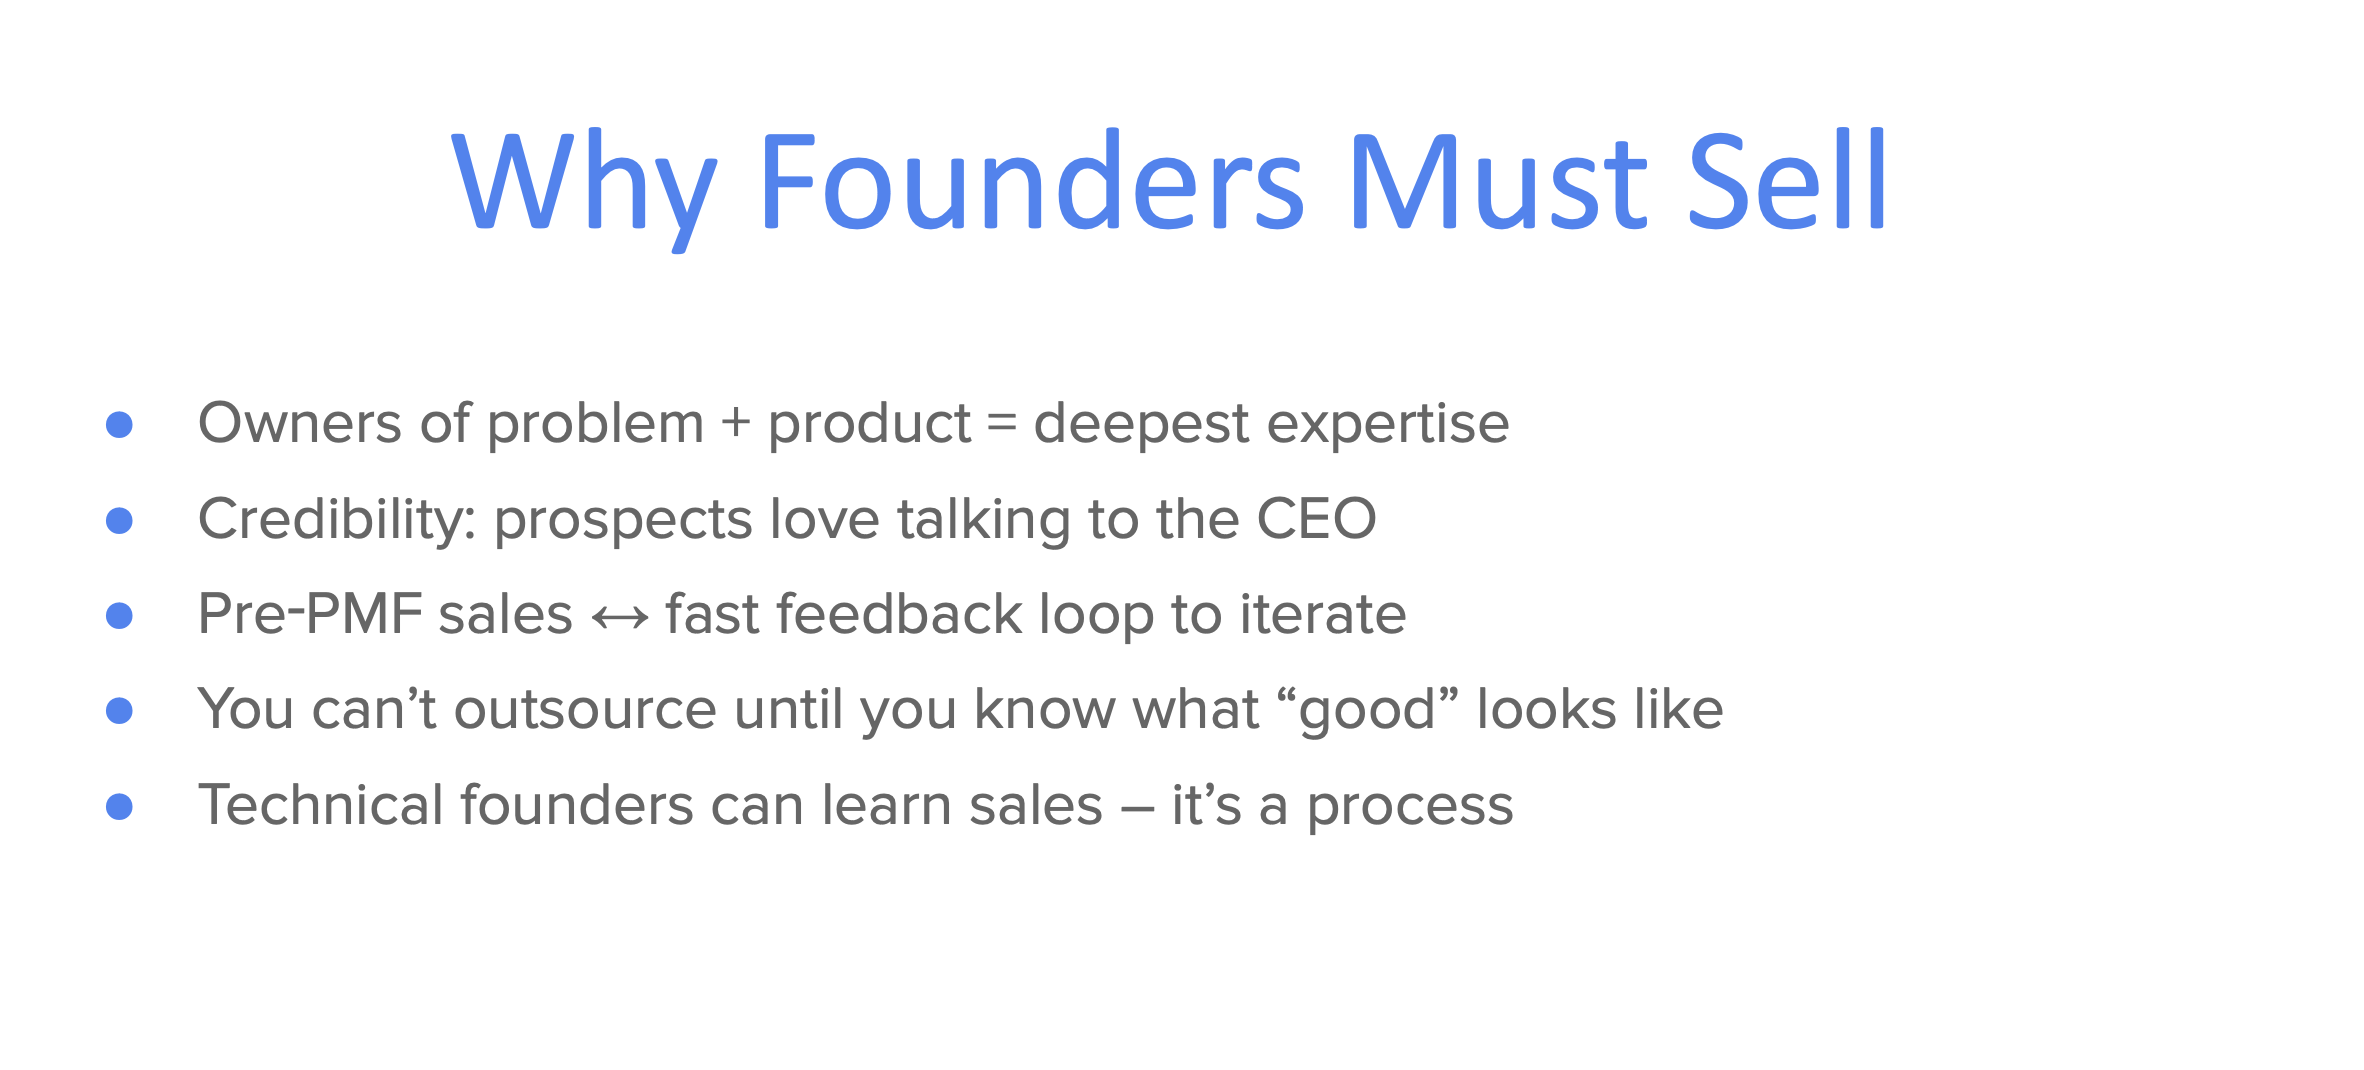 Why Founders Must Sell
● Owners of problem + product = deepest expertise
● Credibility: prospects love talking to the CEO
● Pre-PMF sales ↔ fast feedback loop to iterate
● You can’t outsource until you know what “good” looks like
● Technical founders can learn sales – it’s a process